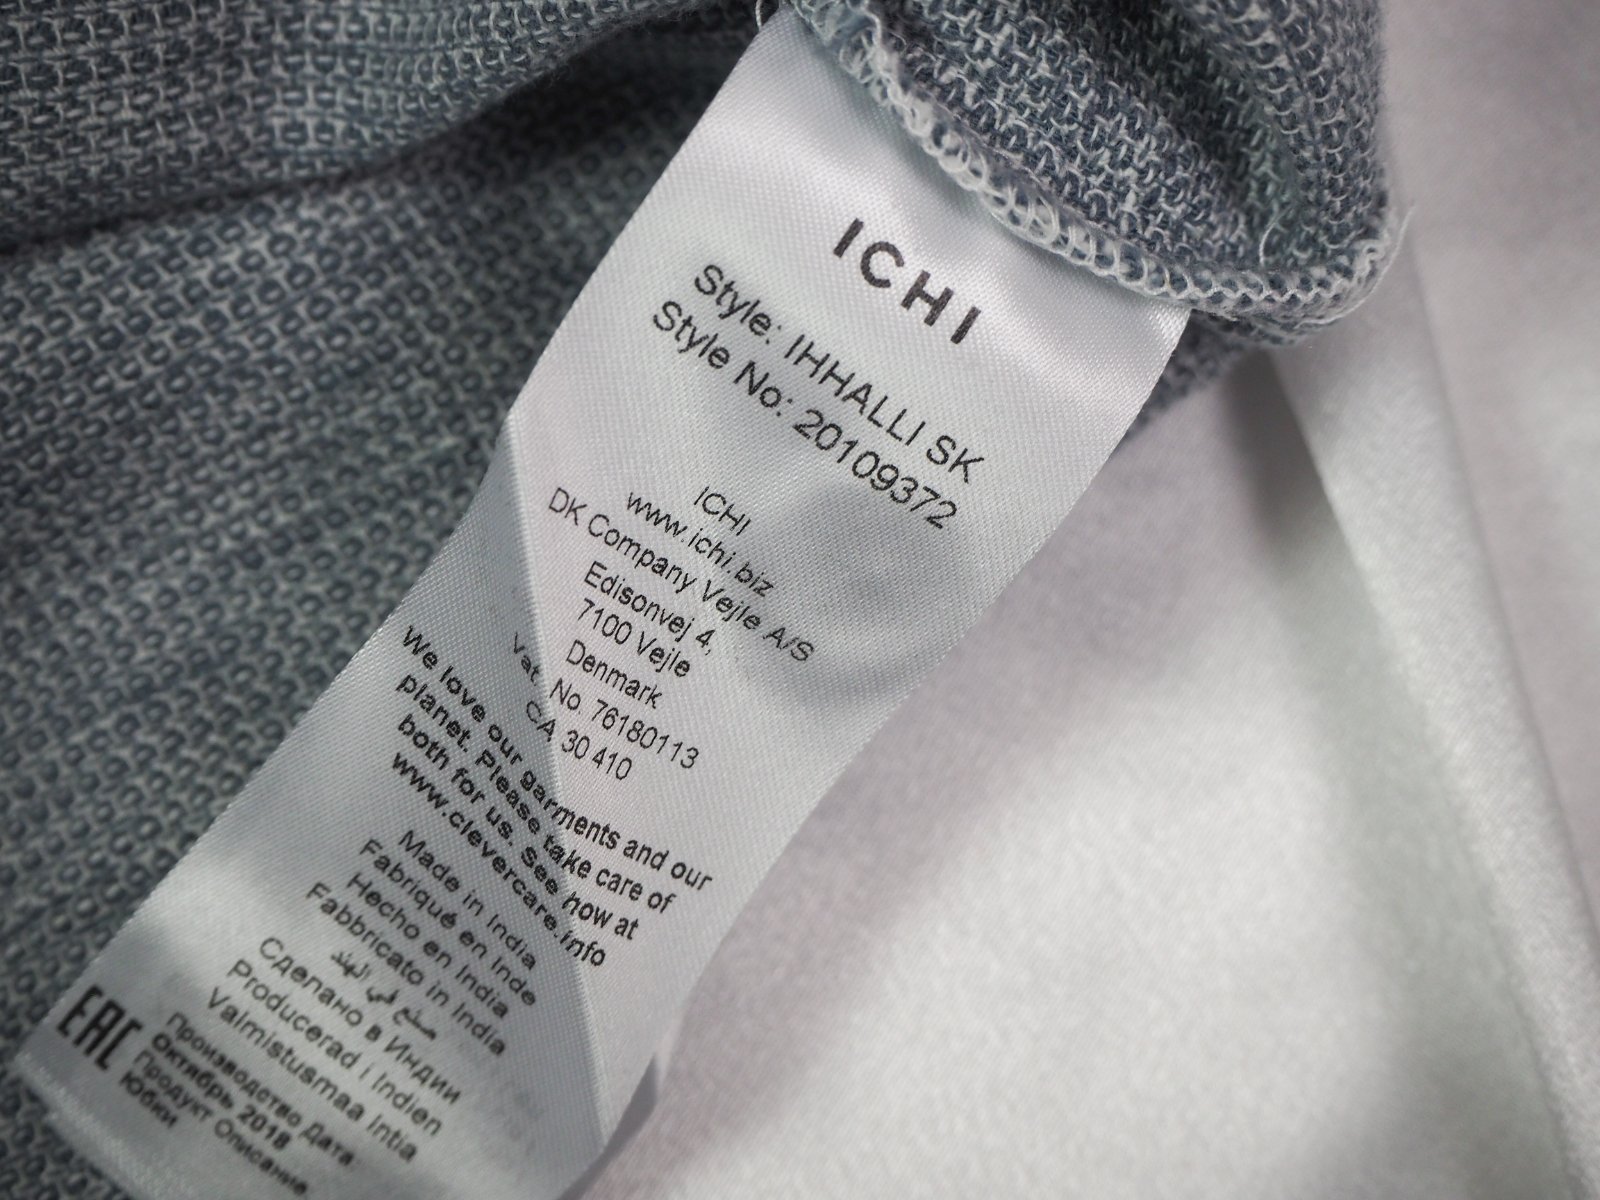 ICHI
Style: IHHALLI SK
Style No: 20109372
ICHI
www.ichi.biz
DK Company Vejle A/S
Edisonvej 4,
7100 Vejle
Denmark
Vat. No. 76180113
CA 30 410
We love our garments and our
planet. Please take care of
both for us. See how at
www.clevercare.info
Made in India
Fabriqué en Inde
Hecho en India
Fabbricato in India
صنع في الهند
Сделано в Индии
Producerad i Indien
Valmistusmaa Intia
EAC
Производство Дата:
Октябрь 2018
Продукт Описание
Юбки